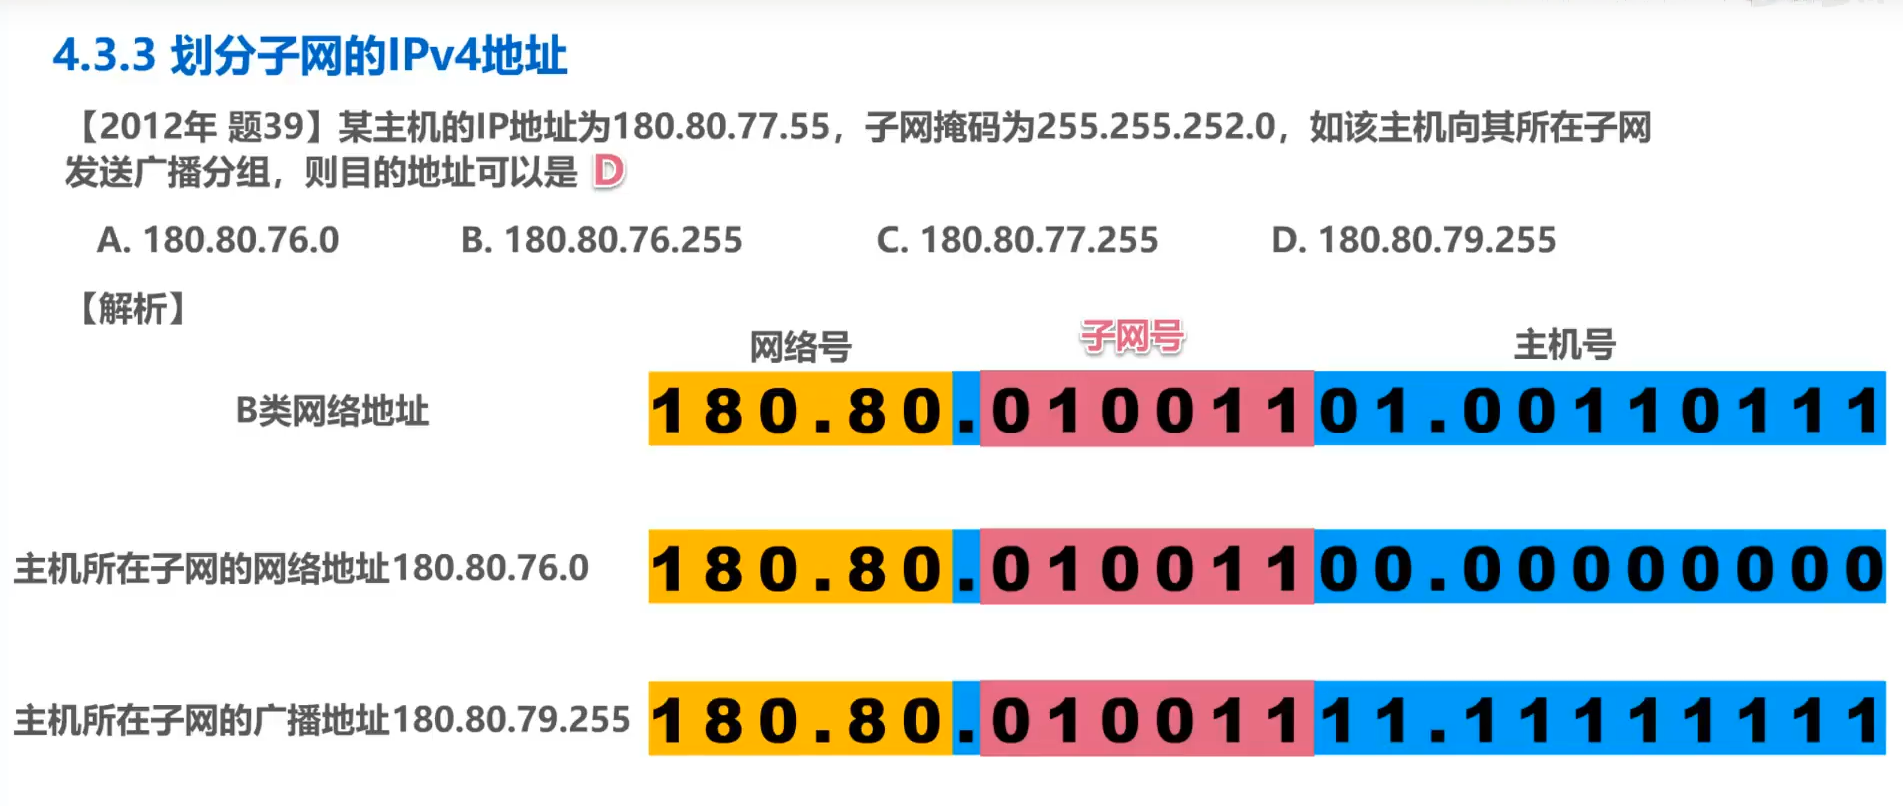 4.3.3 划分子网的IPv4地址
【2012年 题39】某主机的IP地址为180.80.77.55，子网掩码为255.255.252.0，如该主机向其所在子网
发送广播分组，则目的地址可以是 D
A. 180.80.76.0 B. 180.80.76.255 C. 180.80.77.255 D. 180.80.79.255
【解析】
网络号 子网号 主机号
B类网络地址 180.80.01001101.00110111
主机所在子网的网络地址180.80.76.0 180.80.01001100.00000000
主机所在子网的广播地址180.80.79.255 180.80.01001111.11111111